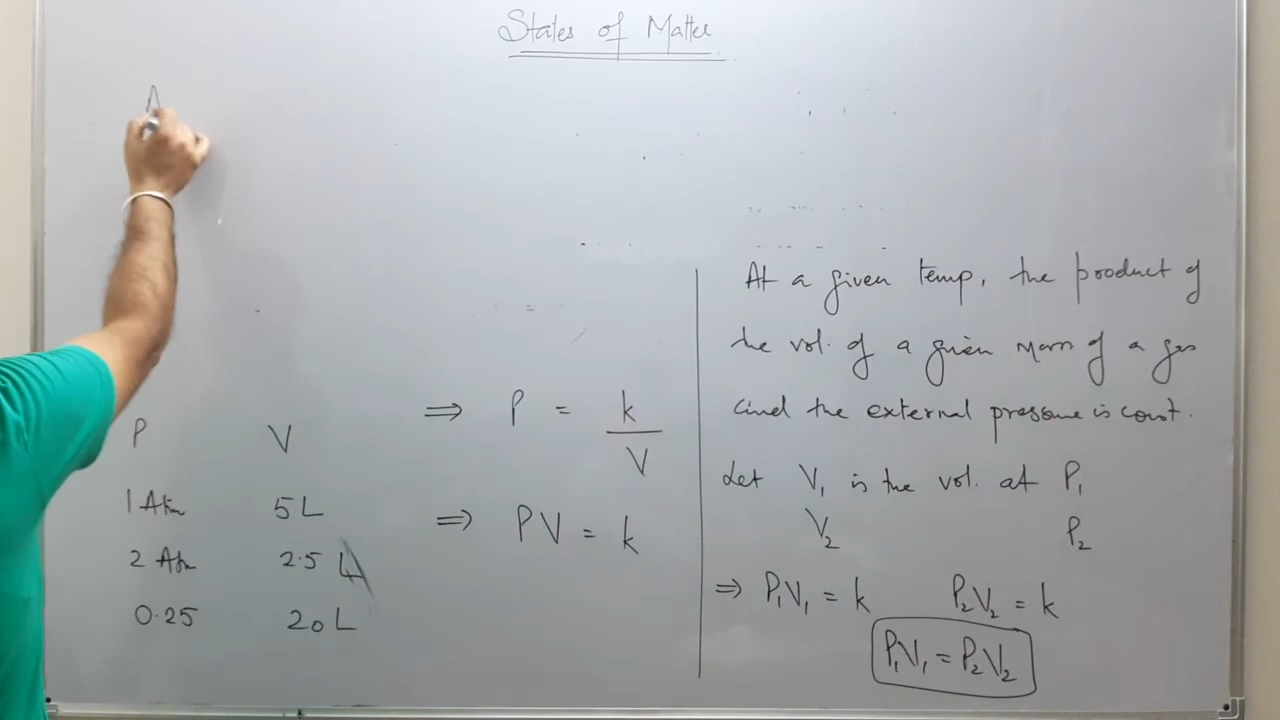 States of Matter
P V
1 Atm 5 L
2 Atm 2.5 L
0.25 20 L
⇒ P = k/V
⇒ PV = k
At a given temp, the product of
the vol. of a given mass of a gas
and the external pressure is const.
Let V₁ is the vol. at P₁
V₂ P₂
⇒ P₁V₁ = k P₂V₂ = k
P₁V₁ = P₂V₂